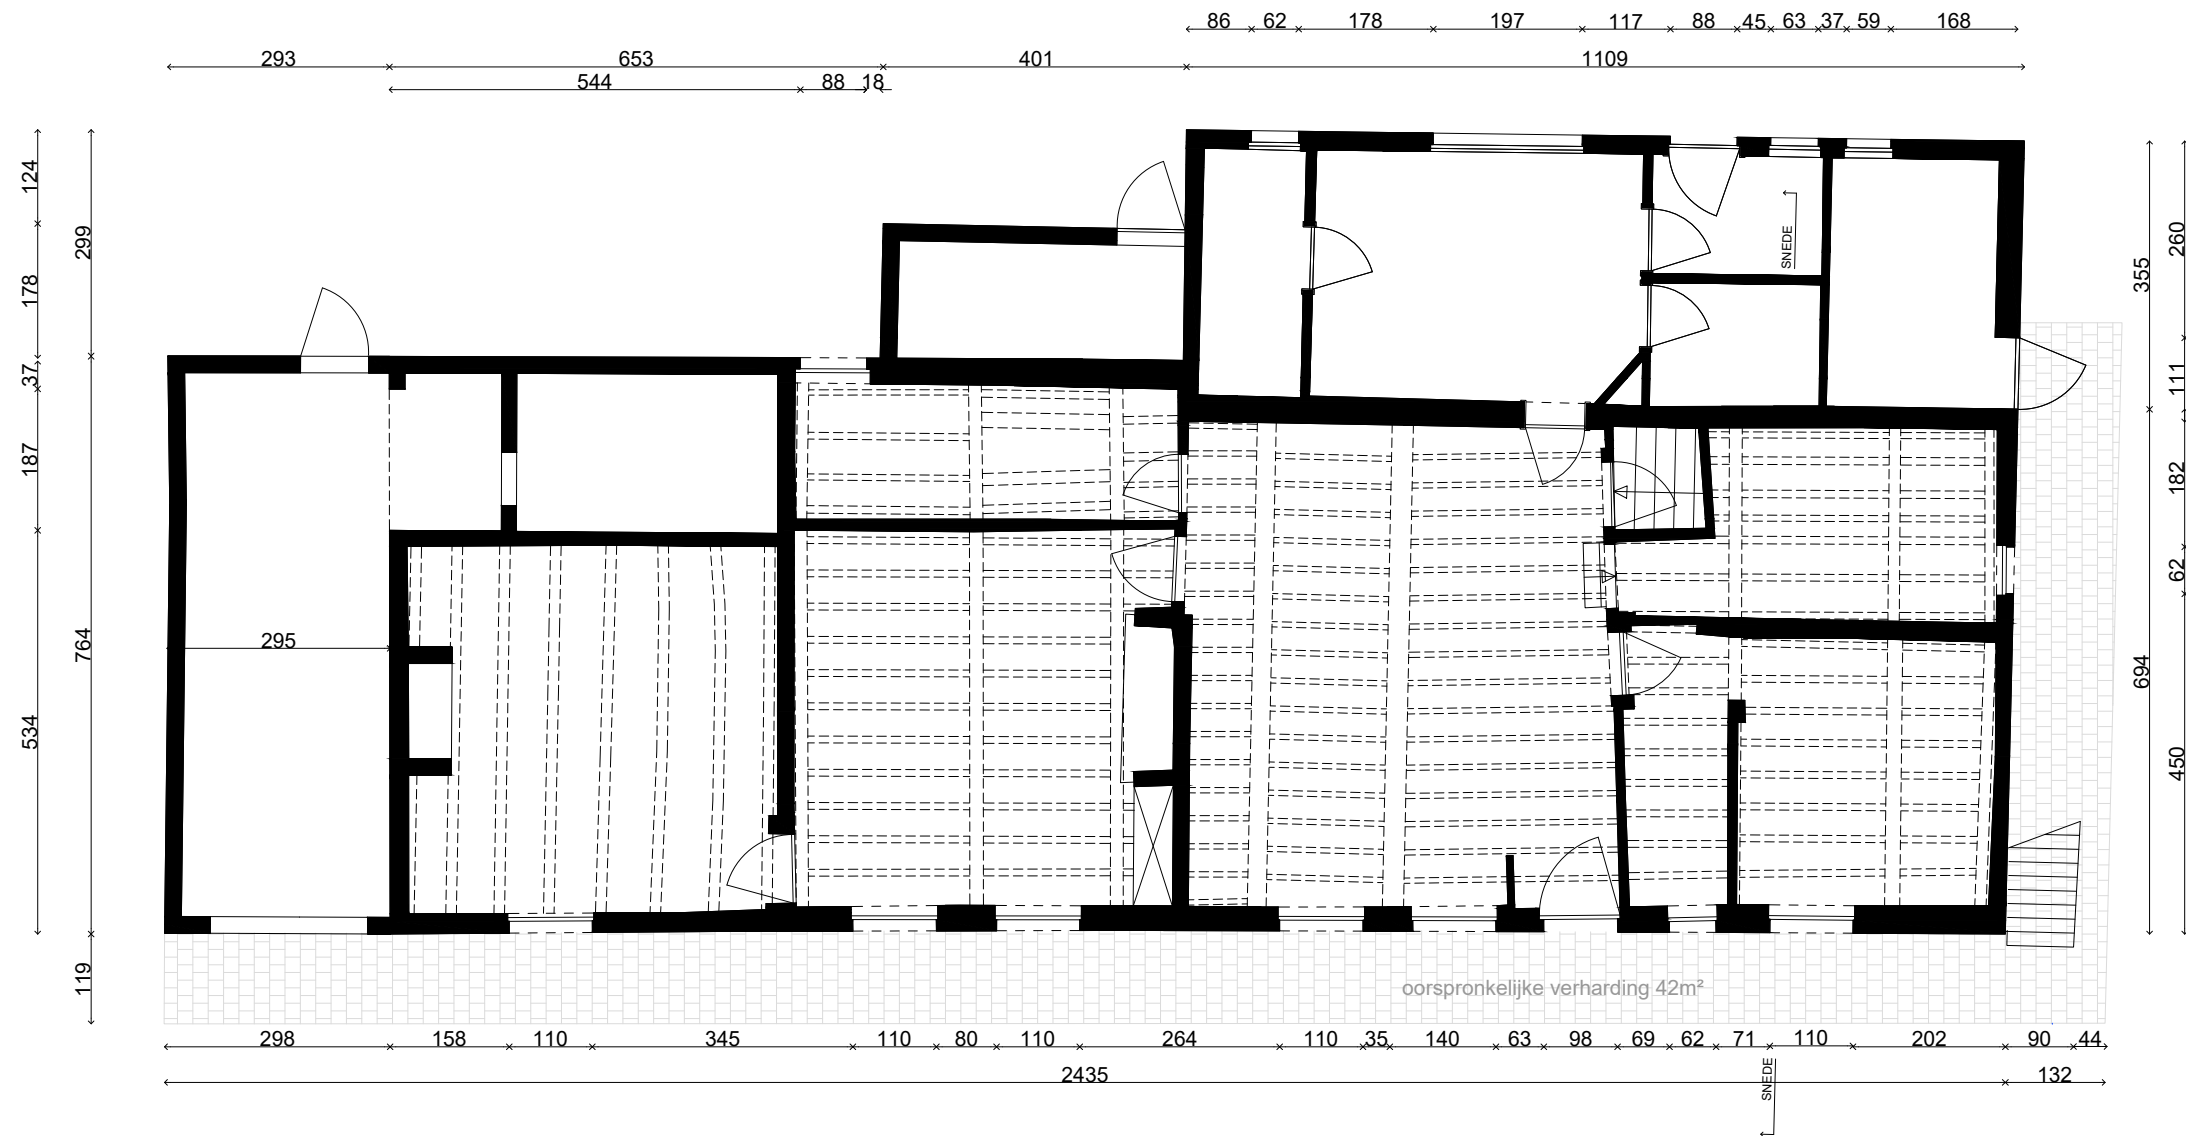 86 62 178 197 117 88 45 63 37 59 168
293 653 401 1109
544 88 18
124
299
178
37
187
764
534
119
295
SNEDE
260
355
111
182
62
694
450
oorspronkelijke verharding 42m²
298 158 110 345 110 80 110 264 110 35 140 63 98 69 62 71 110 202 90 44
2435 132
SNEDE